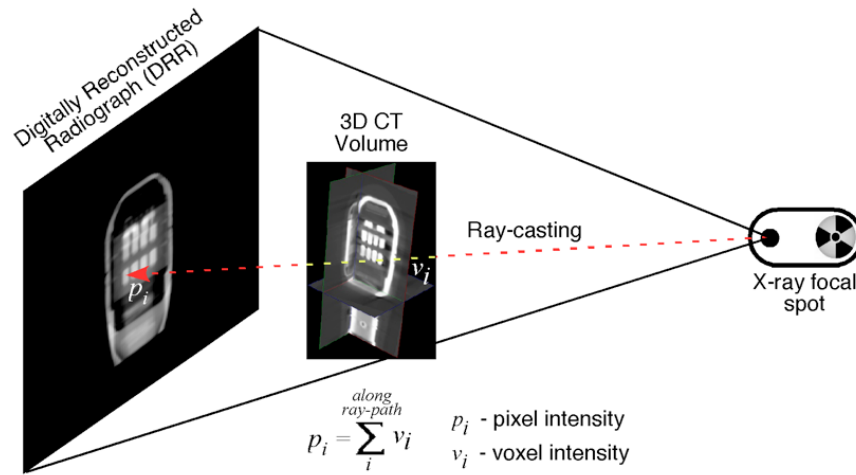 Digitally Reconstructed
Radiograph (DRR)
3D CT
Volume
Ray-casting
v_i
p_i
X-ray focal
spot
along
ray-path
p_i = ∑_i v_i
p_i - pixel intensity
v_i - voxel intensity